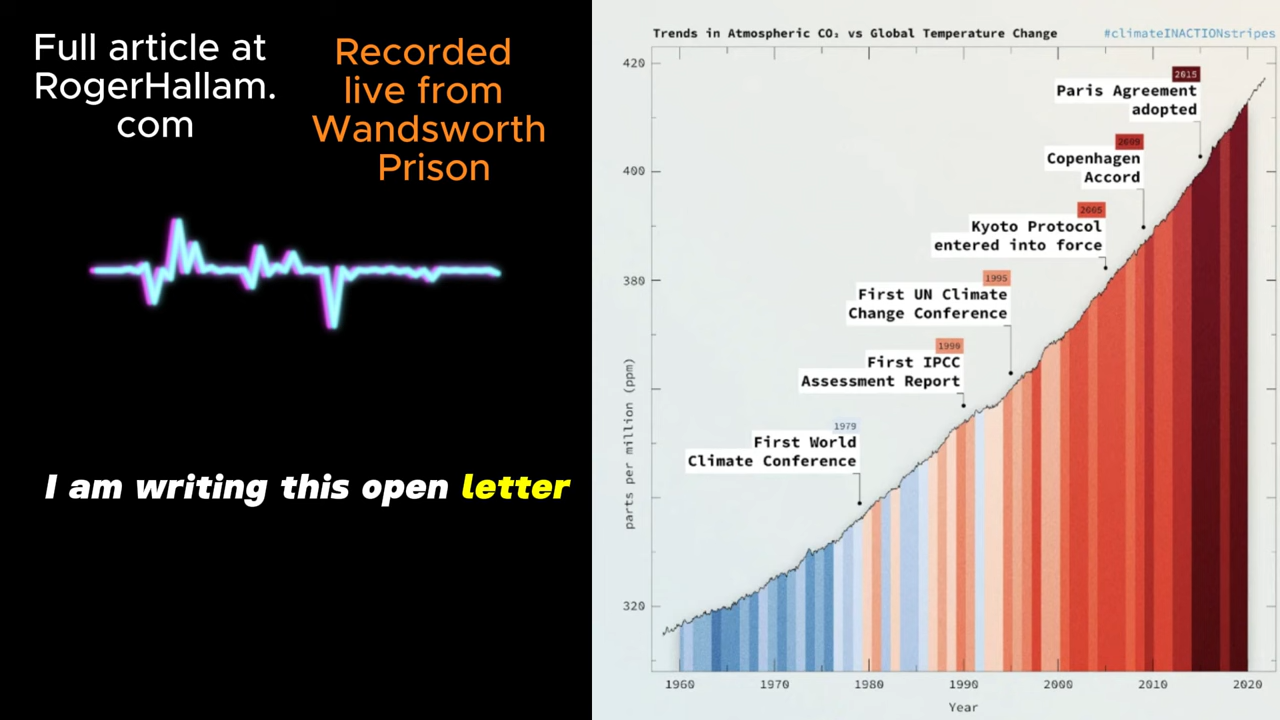 Full article at
RogerHallam.
com
Recorded
live from
Wandsworth
Prison
I am writing this open letter
Trends in Atmospheric CO₂ vs Global Temperature Change
#climateINACTIONstripes
420
400
380
320
parts per million (ppm)
2015
Paris Agreement
adopted
2009
Copenhagen
Accord
2005
Kyoto Protocol
entered into force
1995
First UN Climate
Change Conference
1990
First IPCC
Assessment Report
1979
First World
Climate Conference
1960 1970 1980 1990 2000 2010 2020
Year